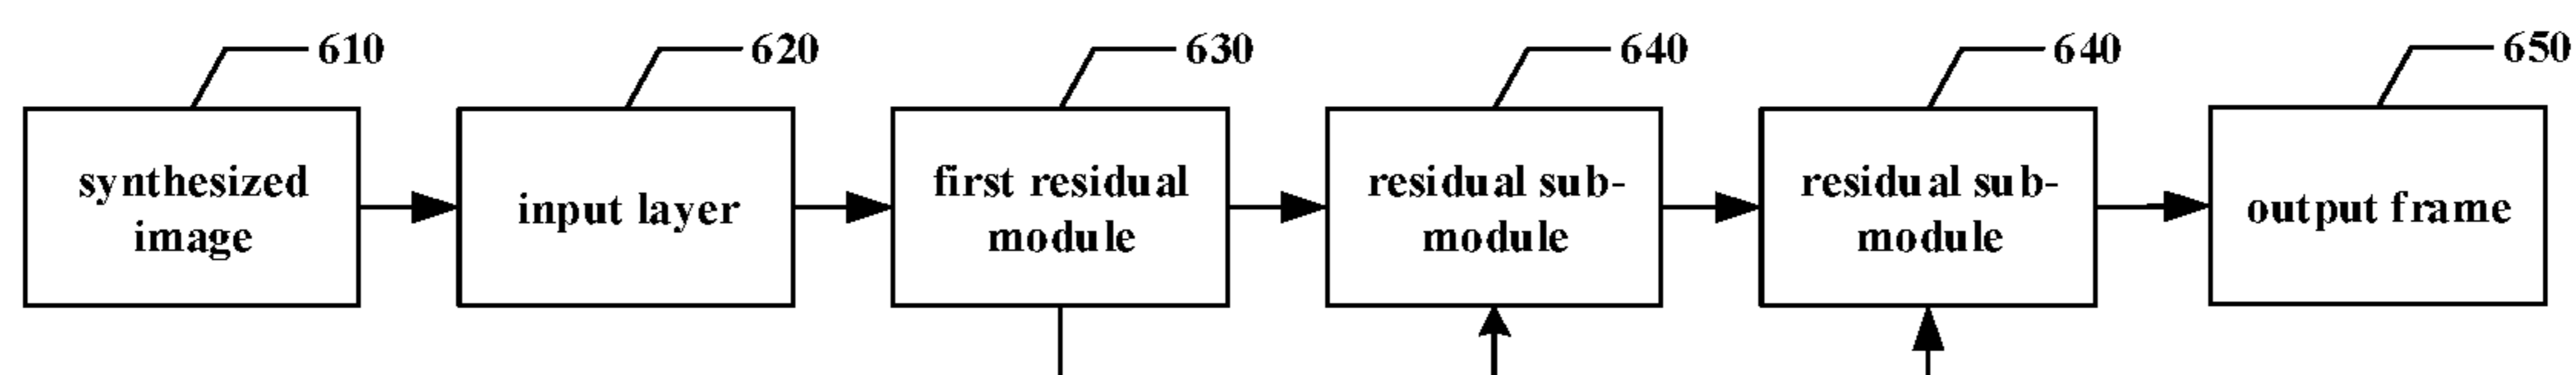 610
620
630
640
640
650
synthesized
image
input layer
first residual
module
residual sub-
module
residual sub-
module
output frame